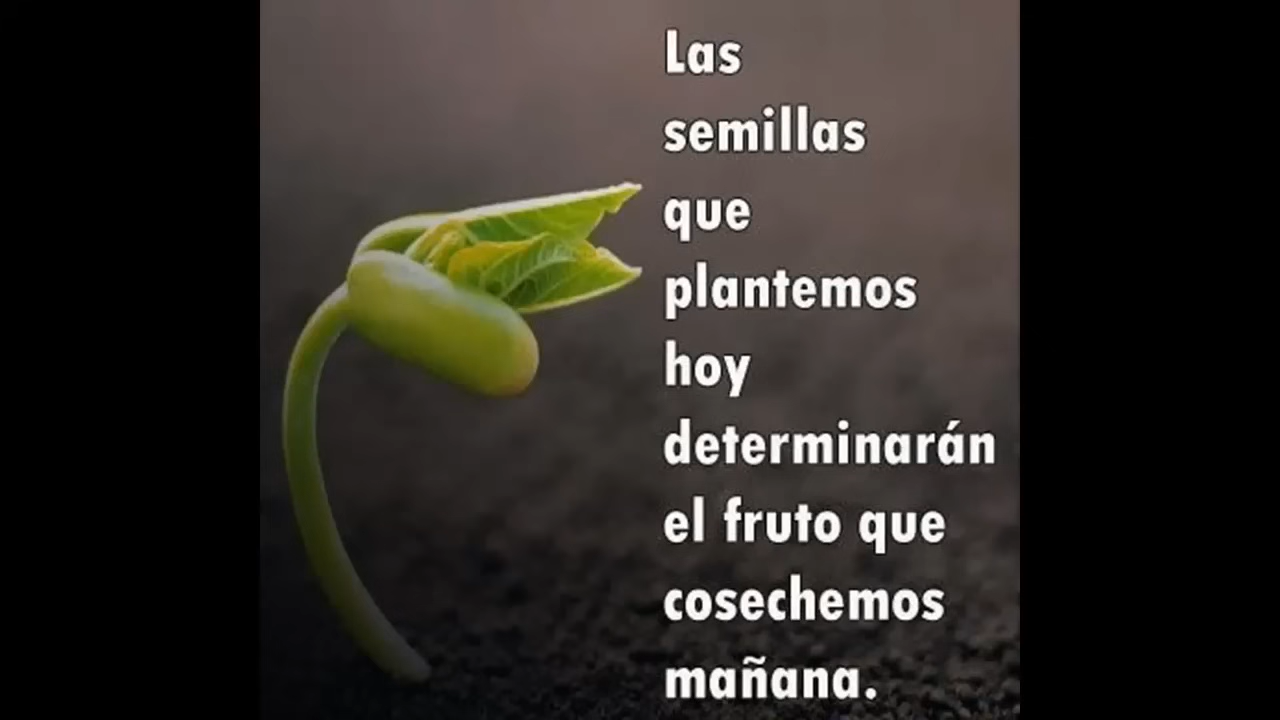 Las
semillas
que
plantemos
hoy
determinarán
el fruto que
cosechemos
mañana.